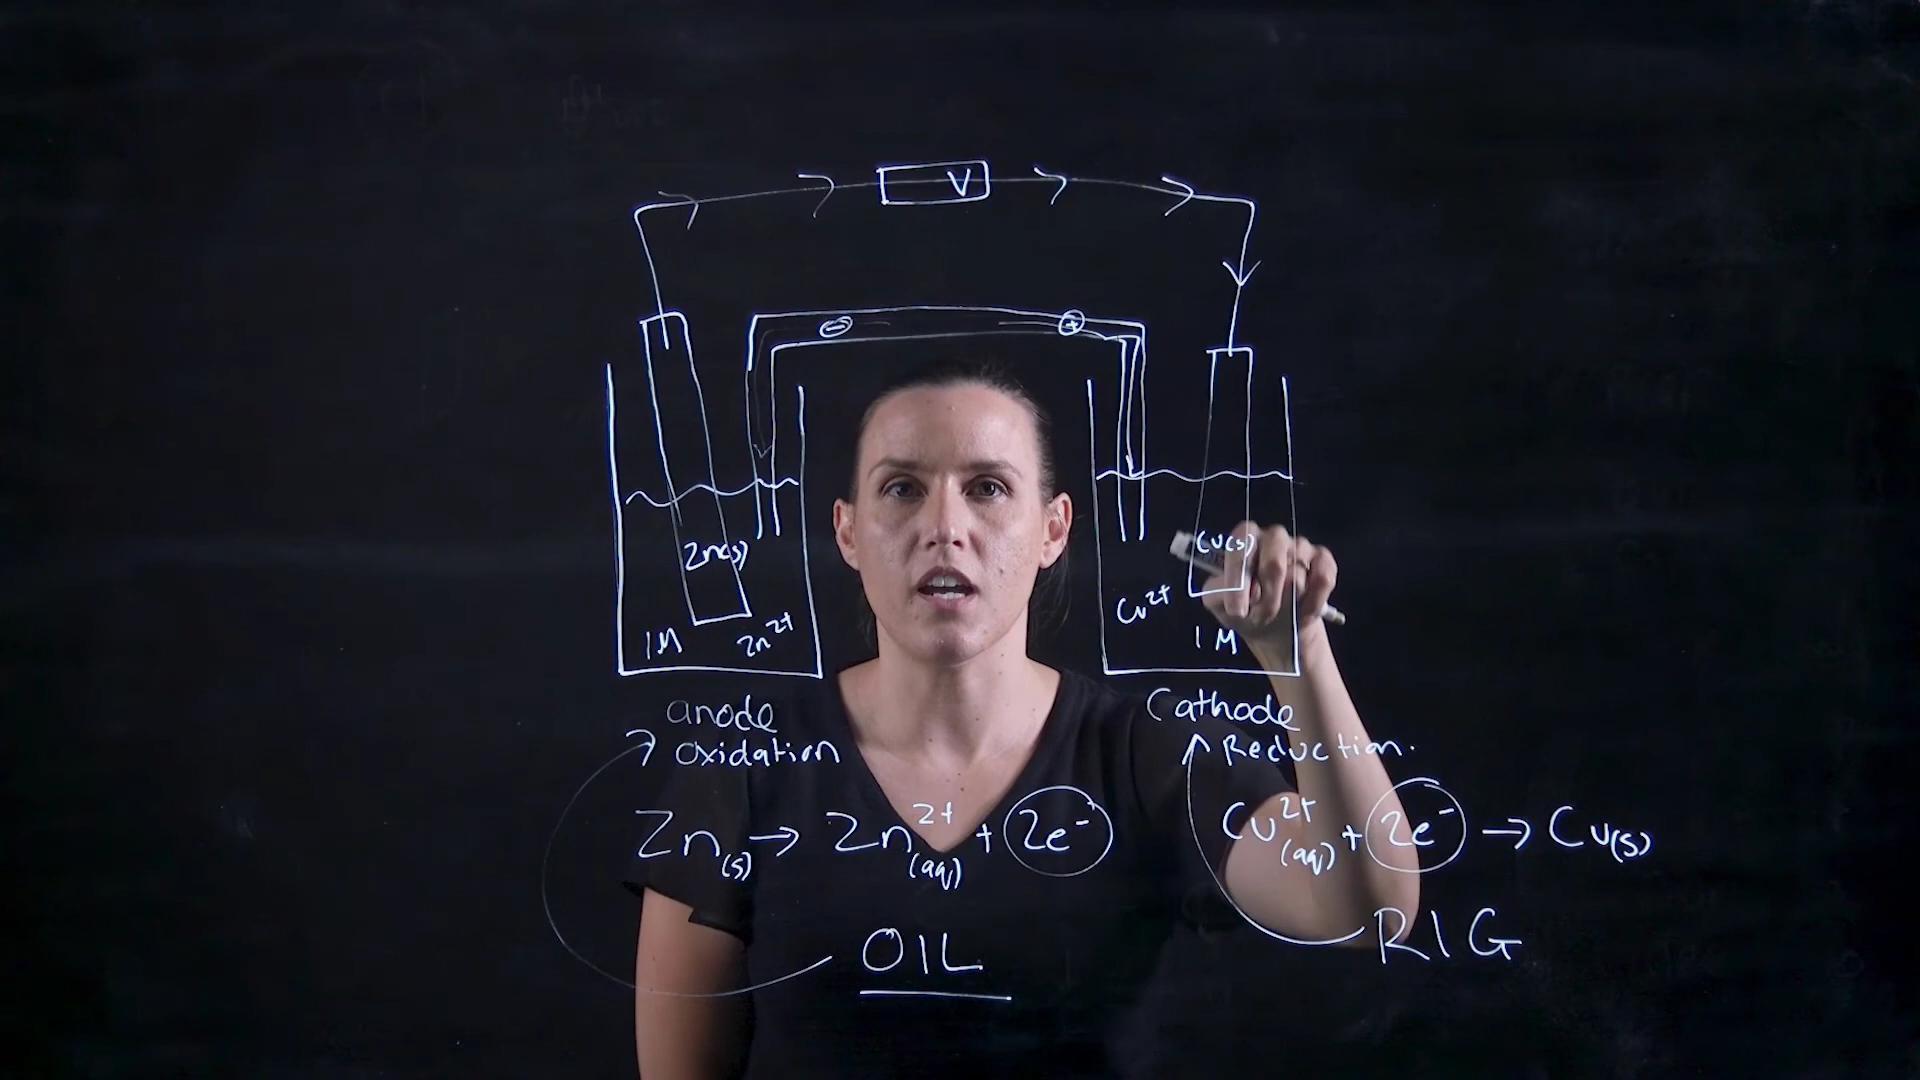 V
− +
Zn(s) Cu(s)
1M Zn²⁺ Cu²⁺ 1M
anode Cathode
oxidation Reduction.
Zn(s) → Zn²⁺(aq) + 2e⁻ Cu²⁺(aq) + 2e⁻ → Cu(s)
OIL RIG